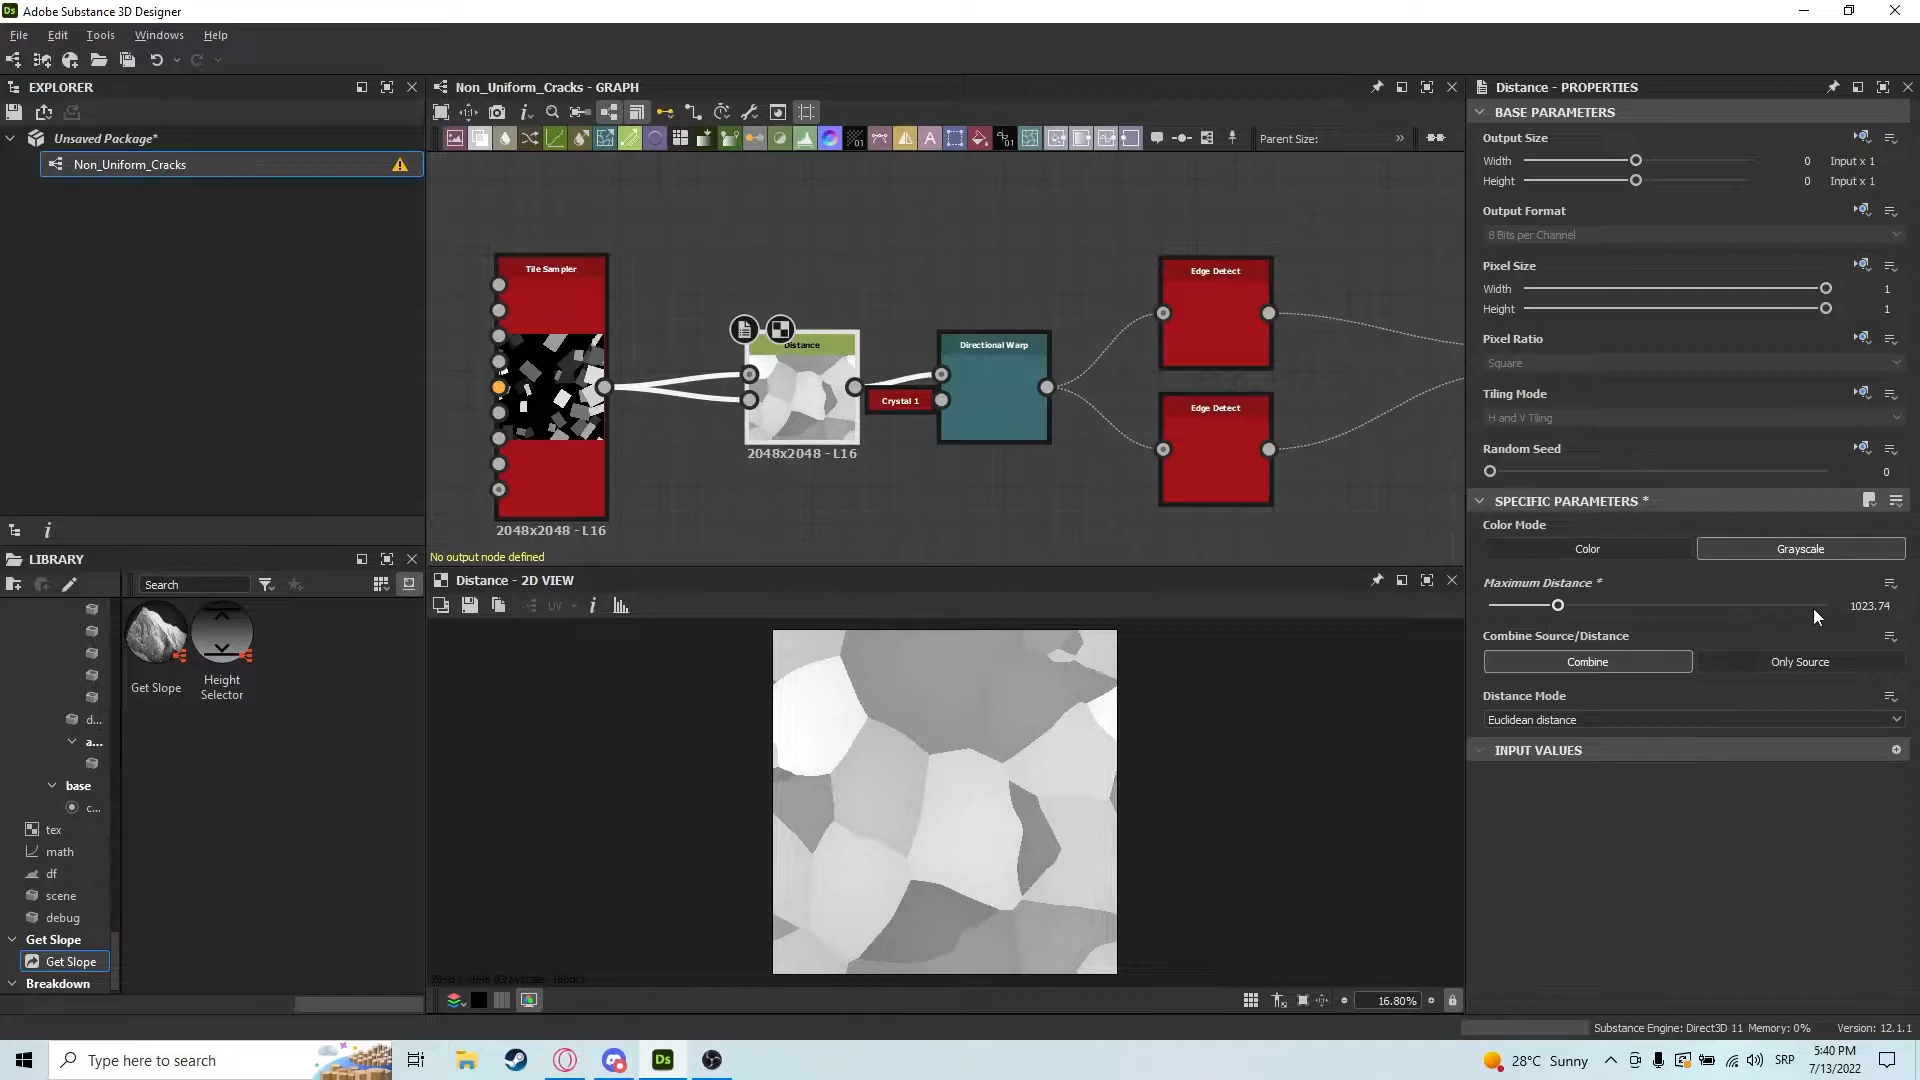 Adobe Substance 3D Designer
File Edit Tools Windows Help
EXPLORER
Unsaved Package*
Non_Uniform_Cracks
LIBRARY
Search
d...
a...
base
c...
tex
math
df
scene
debug
Get Slope
Get Slope
Breakdown
Get Slope
Height
Selector
Non_Uniform_Cracks - GRAPH
Parent Size:
Tile Sampler
2048x2048 - L16
Distance
2048x2048 - L16
Crystal 1
Directional Warp
Edge Detect
Edge Detect
No output node defined
Distance - 2D VIEW
UV
16.80%
Distance - PROPERTIES
BASE PARAMETERS
Output Size
Width 0 Input x 1
Height 0 Input x 1
Output Format
8 Bits per Channel
Pixel Size
Width 1
Height 1
Pixel Ratio
Square
Tiling Mode
H and V Tiling
Random Seed
0
SPECIFIC PARAMETERS *
Color Mode
Color Grayscale
Maximum Distance *
1023.74
Combine Source/Distance
Combine Only Source
Distance Mode
Euclidean distance
INPUT VALUES
Substance Engine: Direct3D 11 Memory: 0% Version: 12.1.1
Type here to search
28°C Sunny
SRP
5:40 PM
7/13/2022